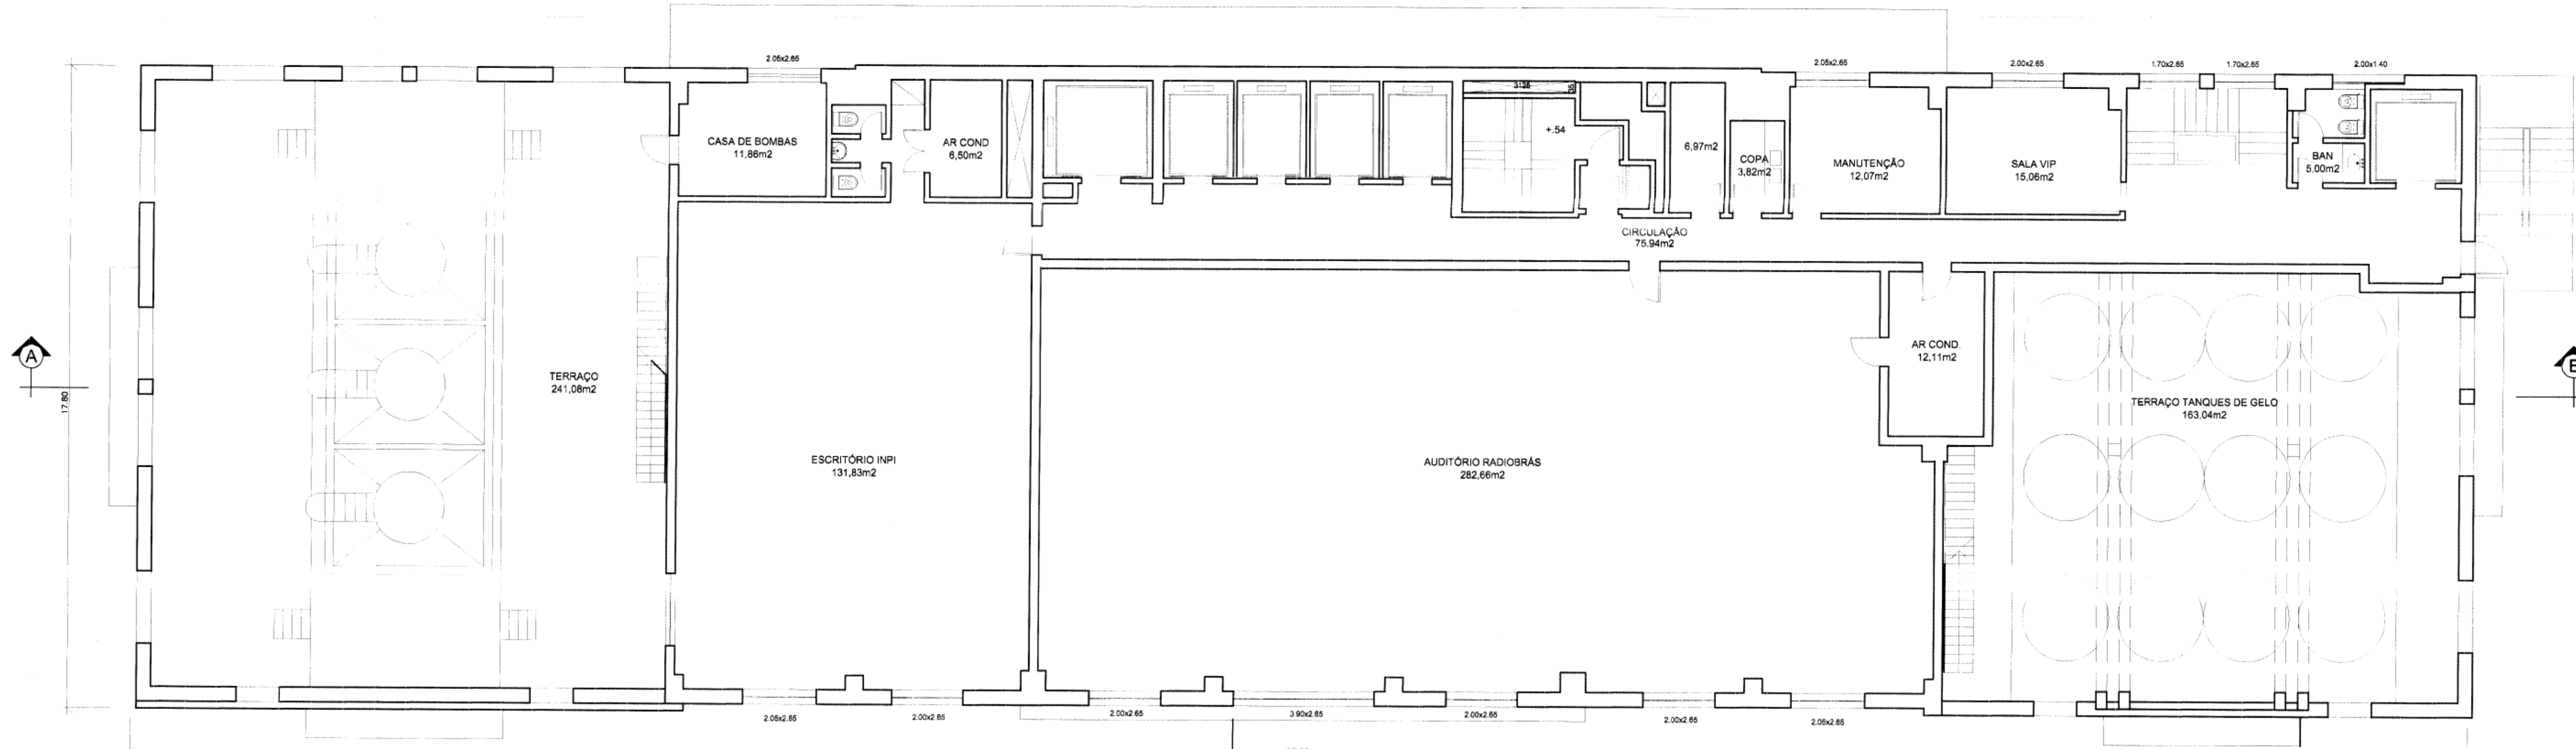 2.05x2.65
2.05x2.65
2.00x2.65
1.70x2.65
1.70x2.65
2.00x1.40
3125
35
+.54
CASA DE BOMBAS
11,86m2
AR COND
6,50m2
6,97m2
COPA
3,82m2
MANUTENÇÃO
12,07m2
SALA VIP
15,06m2
BAN
5,00m2
CIRCULAÇÃO
75.94m2
A
17.80
TERRAÇO
241,08m2
AR COND.
12,11m2
TERRAÇO TANQUES DE GELO
163,04m2
ESCRITÓRIO INPI
131,83m2
AUDITÓRIO RADIOBRÁS
282,66m2
2.05x2.65
2.00x2.65
2.00x2.65
3.90x2.65
2.00x2.65
2.00x2.65
2.05x2.65